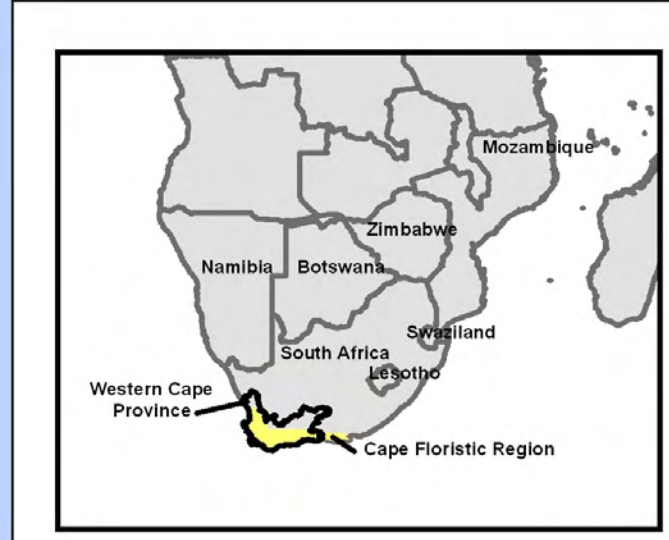 Mozambique
Zimbabwe
Namibia
Botswana
Swaziland
South Africa
Lesotho
Western Cape
Province
Cape Floristic Region